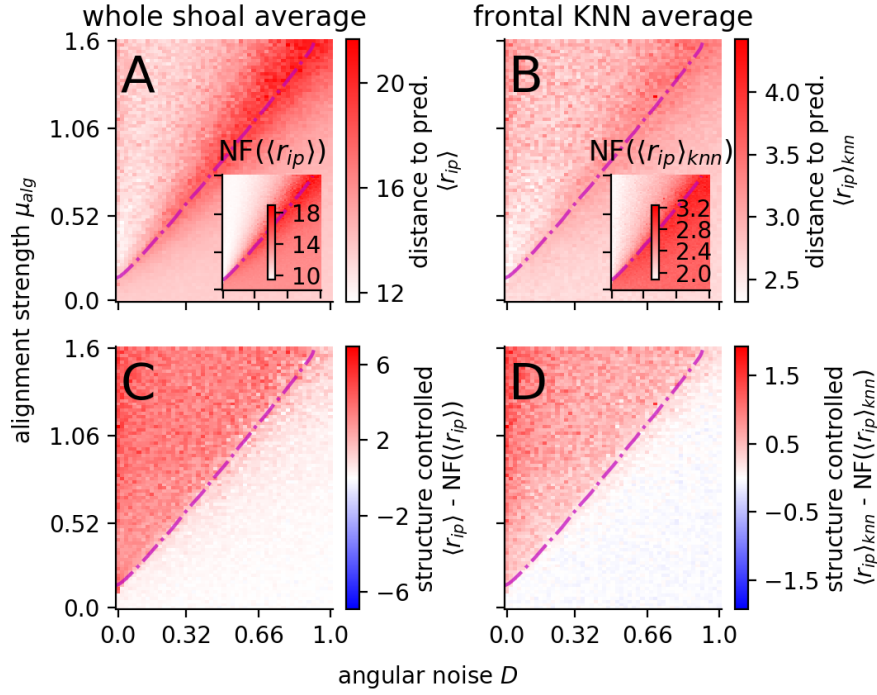 whole shoal average
frontal KNN average
A
B
C
D
alignment strength μ_alg
angular noise D
1.6
1.06
0.52
0.0
1.6
1.06
0.52
0.0
0.0 0.32 0.66 1.0
0.0 0.32 0.66 1.0
NF(⟨r_ip⟩)
18
14
10
NF(⟨r_ip⟩_knn)
3.2
2.8
2.4
2.0
20
16
12
distance to pred.
⟨r_ip⟩
4.0
3.5
3.0
2.5
distance to pred.
⟨r_ip⟩_knn
6
2
−2
−6
structure controlled
⟨r_ip⟩ - NF(⟨r_ip⟩)
1.5
0.5
−0.5
−1.5
structure controlled
⟨r_ip⟩_knn - NF(⟨r_ip⟩_knn)